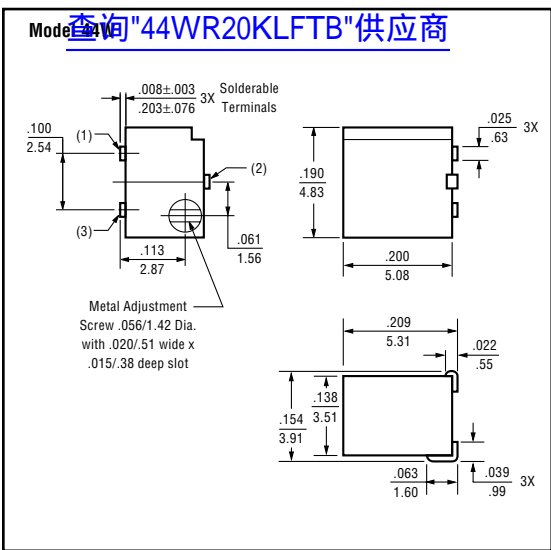 Model 44W
查询"44WR20KLFTB"供应商
.008±.003
.203±.076
3X
Solderable
Terminals
.100
2.54
(1)
(2)
(3)
.113
2.87
.061
1.56
Metal Adjustment
Screw .056/1.42 Dia.
with .020/.51 wide x
.015/.38 deep slot
.025
.63
3X
.190
4.83
.200
5.08
.209
5.31
.022
.55
.154
3.91
.138
3.51
.063
1.60
.039
.99
3X